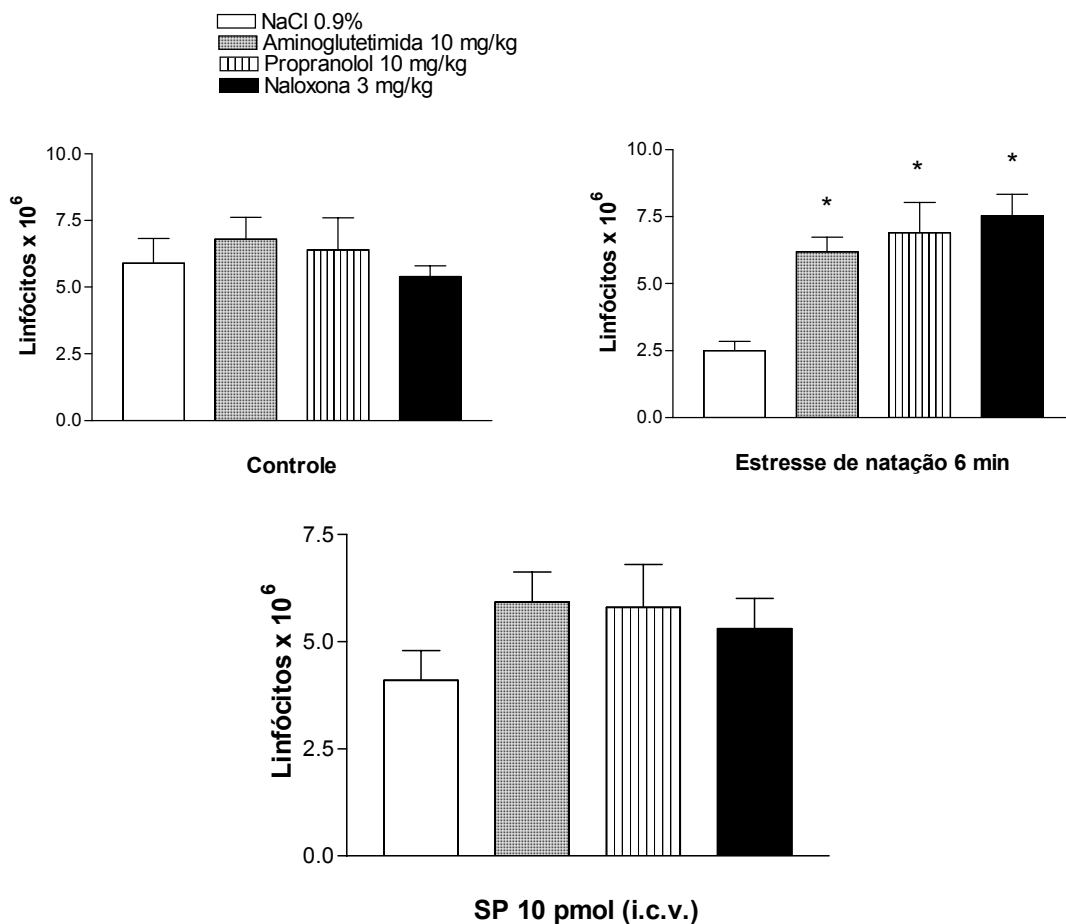 NaCl 0.9%
Aminoglutetimida 10 mg/kg
Propranolol 10 mg/kg
Naloxona 3 mg/kg
10.0
7.5
5.0
2.5
0.0
Linfócitos x 10^6
Controle
10.0
7.5
5.0
2.5
0.0
Linfócitos x 10^6
*
*
*
Estresse de natação 6 min
7.5
5.0
2.5
0.0
Linfócitos x 10^6
SP 10 pmol (i.c.v.)